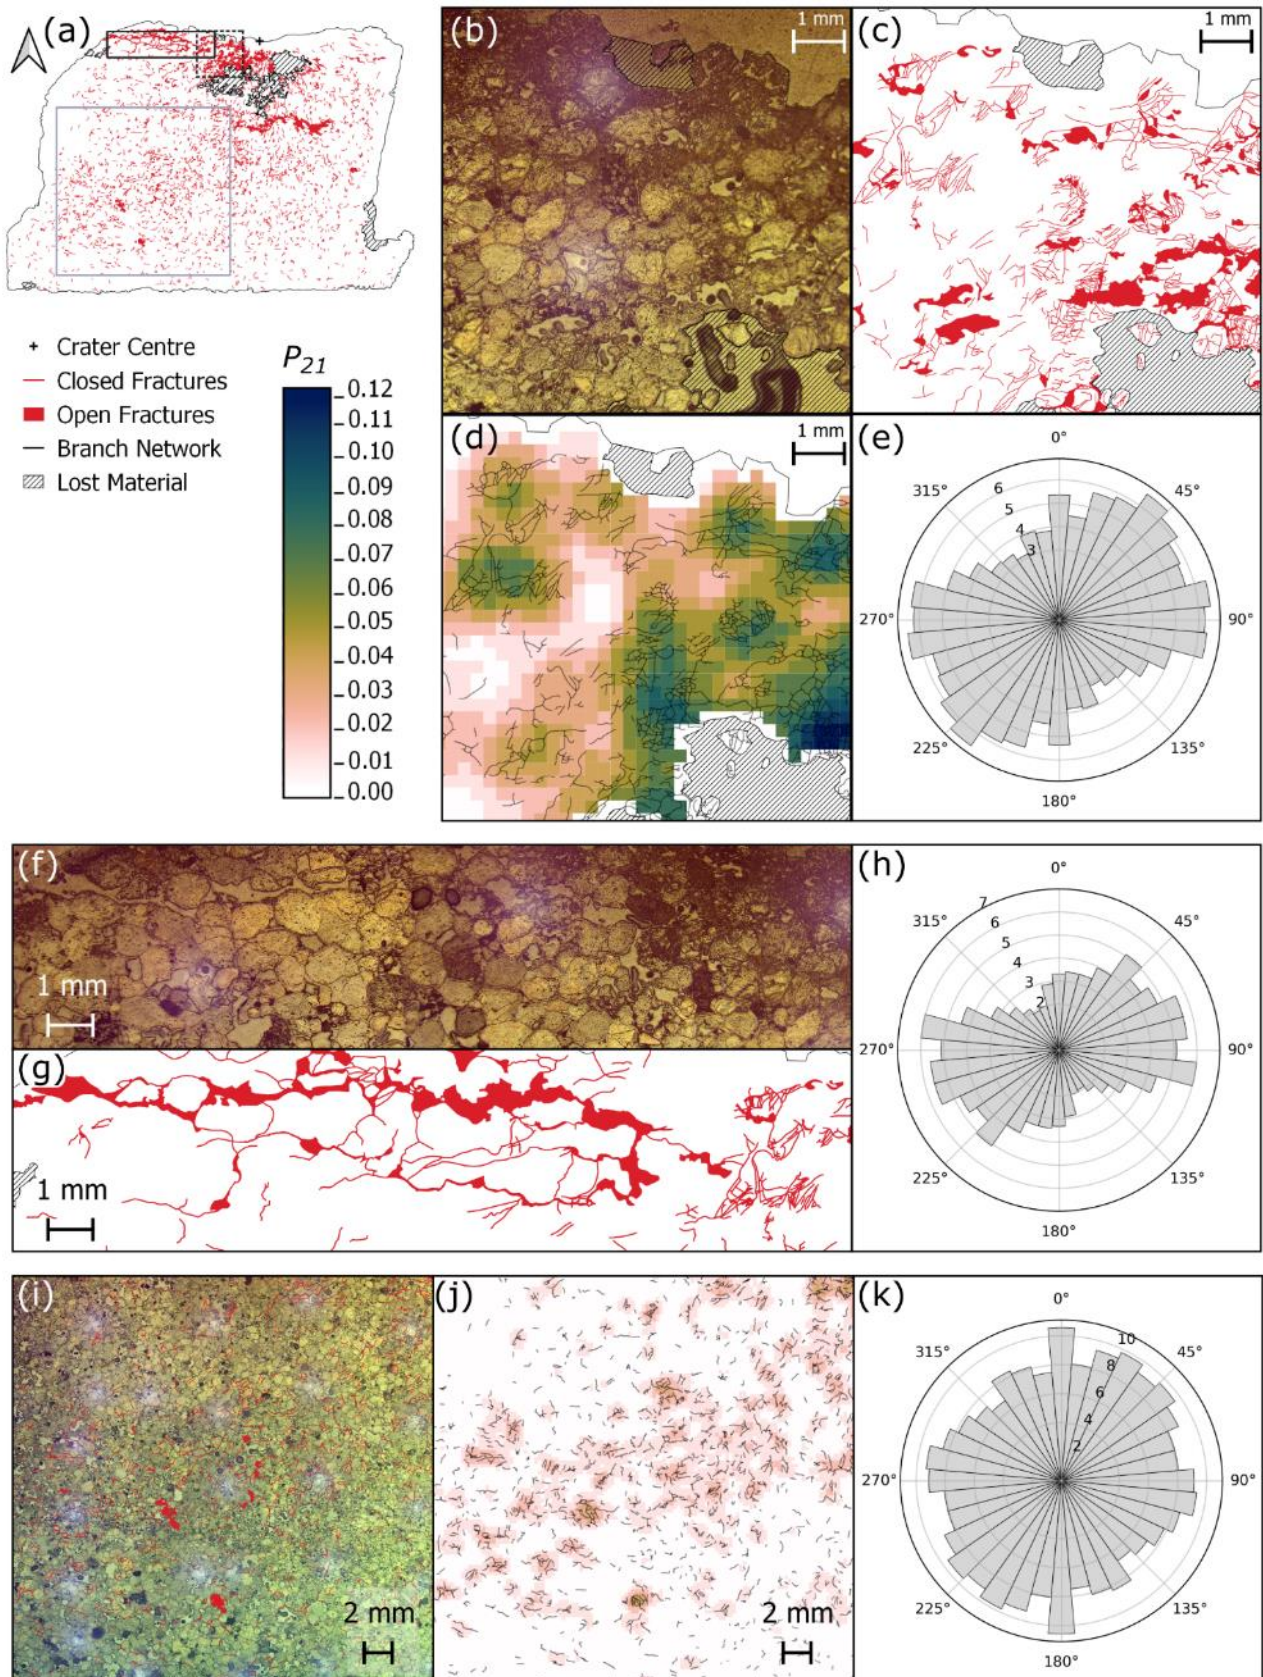 (a)
+ Crater Centre
Closed Fractures
Open Fractures
Branch Network
Lost Material
P21
0.12
0.11
0.10
0.09
0.08
0.07
0.06
0.05
0.04
0.03
0.02
0.01
0.00
(b)
1 mm
(c)
1 mm
(d)
1 mm
(e)
0°
45°
90°
135°
180°
225°
270°
315°
6
5
4
3
(f)
1 mm
(g)
1 mm
(h)
0°
45°
90°
135°
180°
225°
270°
315°
7
6
5
4
3
2
(i)
2 mm
(j)
2 mm
(k)
0°
45°
90°
135°
180°
225°
270°
315°
10
8
6
4
2